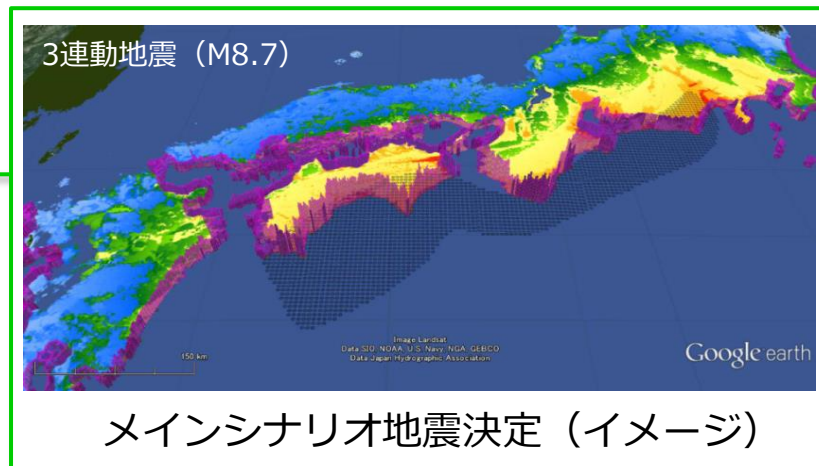 3連動地震（M8.7）
150 km
Image Landsat
Data SIO, NOAA, U.S. Navy, NGA, GEBCO
Data Japan Hydrographic Association
Google earth
メインシナリオ地震決定（イメージ）